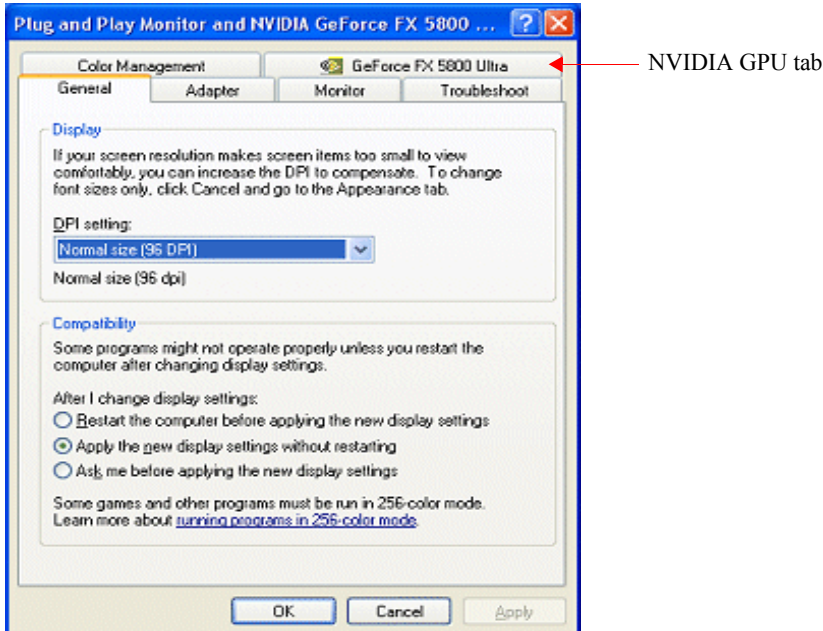 Plug and Play Monitor and NVIDIA GeForce FX 5800 ...
Color Management
GeForce FX 5800 Ultra
NVIDIA GPU tab
General
Adapter
Monitor
Troubleshoot
Display
If your screen resolution makes screen items too small to view
comfortably, you can increase the DPI to compensate. To change
font sizes only, click Cancel and go to the Appearance tab.
DPI setting:
Normal size (96 DPI)
Normal size (96 dpi)
Compatibility
Some programs might not operate properly unless you restart the
computer after changing display settings.
After I change display settings:
Restart the computer before applying the new display settings
Apply the new display settings without restarting
Ask me before applying the new display settings
Some games and other programs must be run in 256-color mode.
Learn more about running programs in 256-color mode.
OK
Cancel
Apply